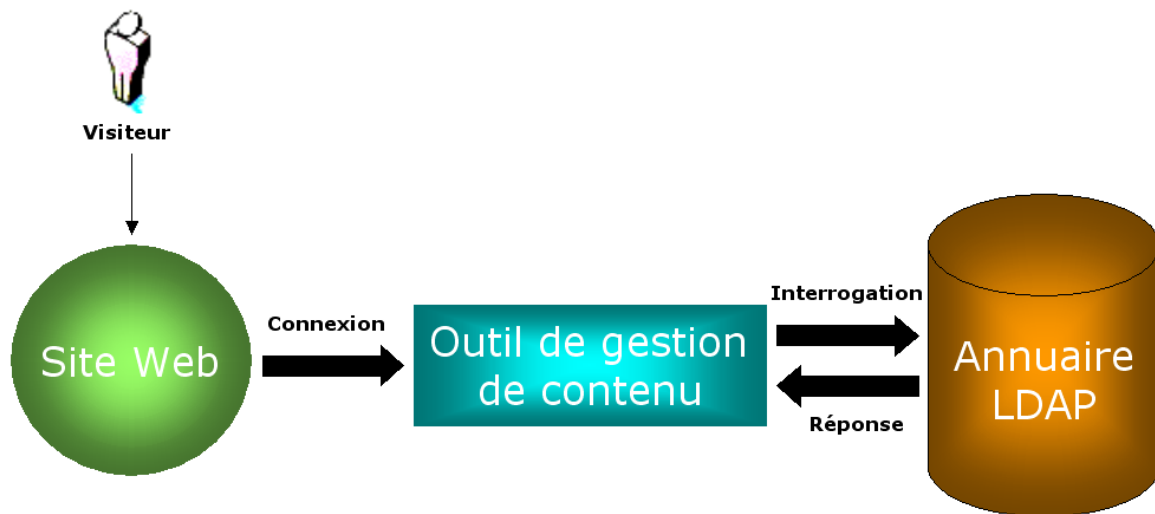 Visiteur
Site Web
Connexion
Outil de gestion
de contenu
Interrogation
Réponse
Annuaire
LDAP